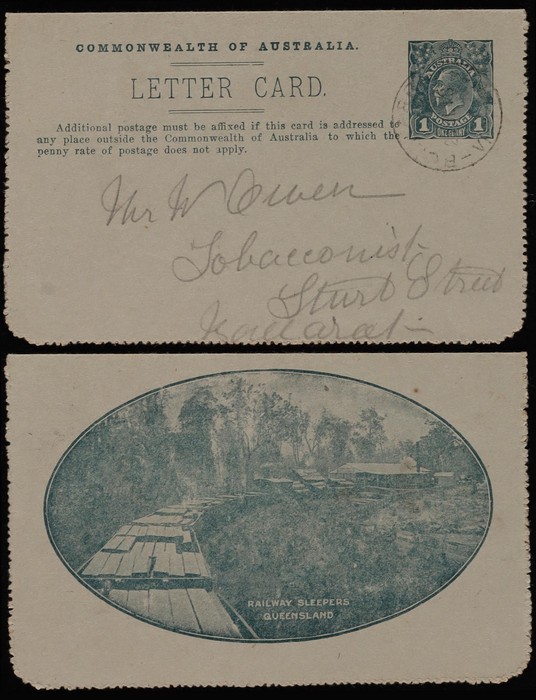 COMMONWEALTH OF AUSTRALIA.
LETTER CARD.
Additional postage must be affixed if this card is addressed to
any place outside the Commonwealth of Australia to which the
penny rate of postage does not apply.
AUSTRALIA
1 1
POSTAGE
ONE PENNY
Mr W Owen
Tobacconist
Sturt Street
Ballarat
RAILWAY SLEEPERS
QUEENSLAND